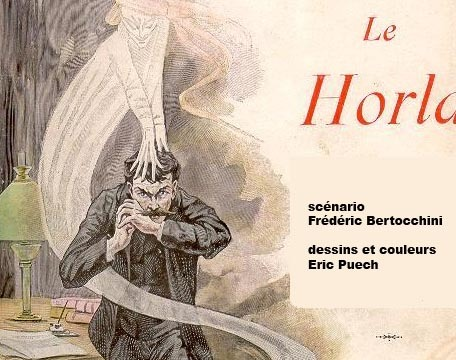 Le
Horla
scénario
Frédéric Bertocchini
dessins et couleurs
Eric Puech